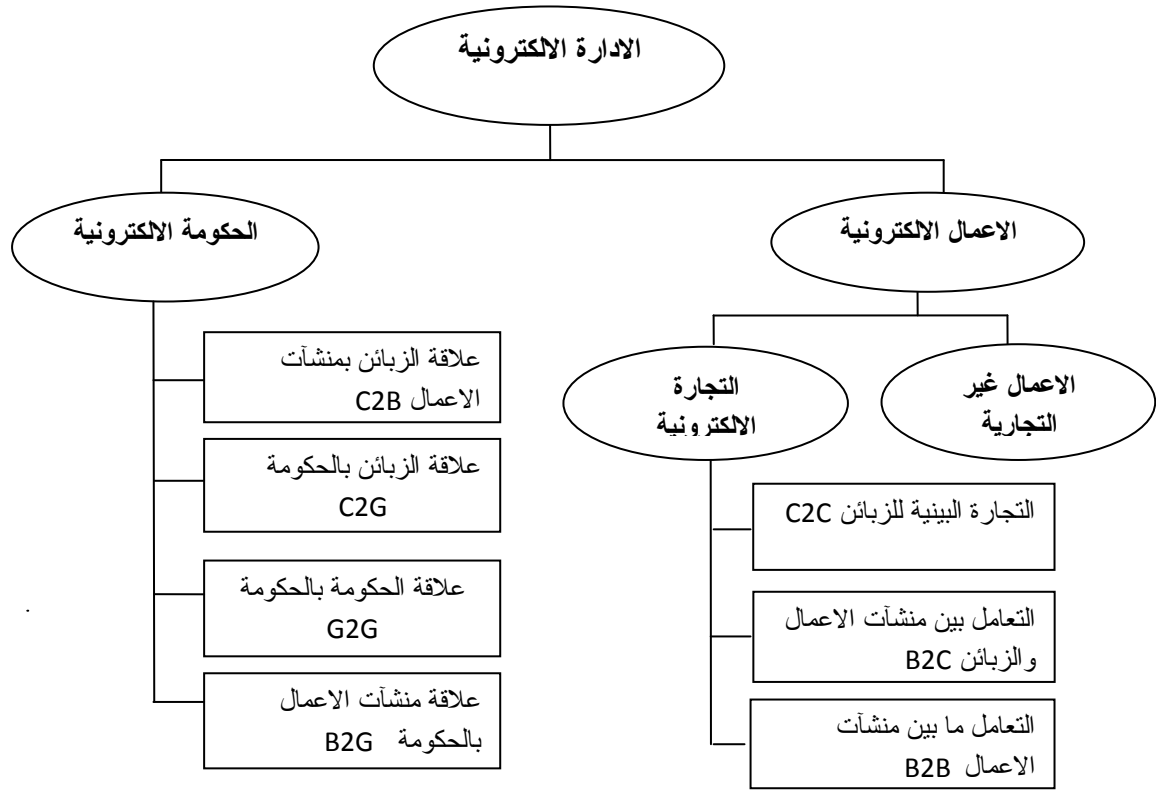 الادارة الالكترونية
الاعمال الالكترونية
الحكومة الالكترونية
الاعمال غير
التجارية
التجارة
الالكترونية
التجارة البينية للزبائن C2C
التعامل بين منشآت الاعمال
والزبائن B2C
التعامل ما بين منشآت
الاعمال B2B
علاقة الزبائن بمنشآت
الاعمال C2B
علاقة الزبائن بالحكومة
C2G
علاقة الحكومة بالحكومة
G2G
علاقة منشآت الاعمال
بالحكومة B2G